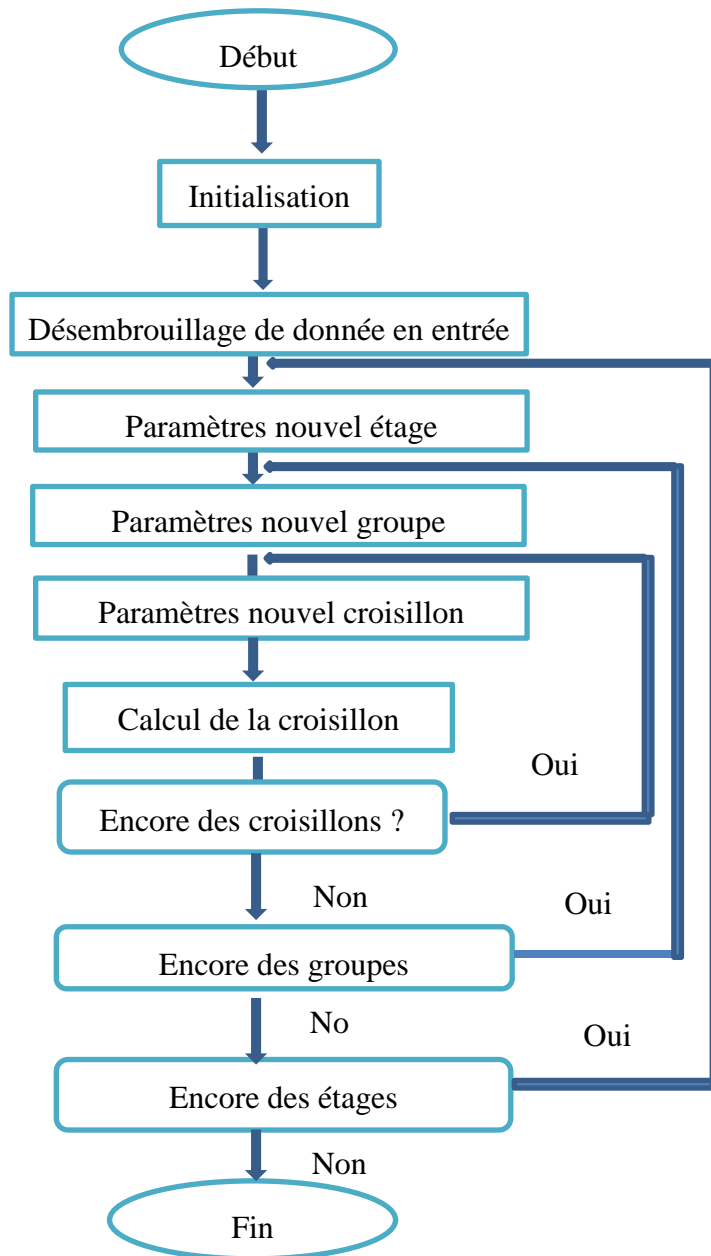 Début
Initialisation
Désembrouillage de donnée en entrée
Paramètres nouvel étage
Paramètres nouvel groupe
Paramètres nouvel croisillon
Calcul de la croisillon
Oui
Encore des croisillons ?
Non
Oui
Encore des groupes
No
Oui
Encore des étages
Non
Fin